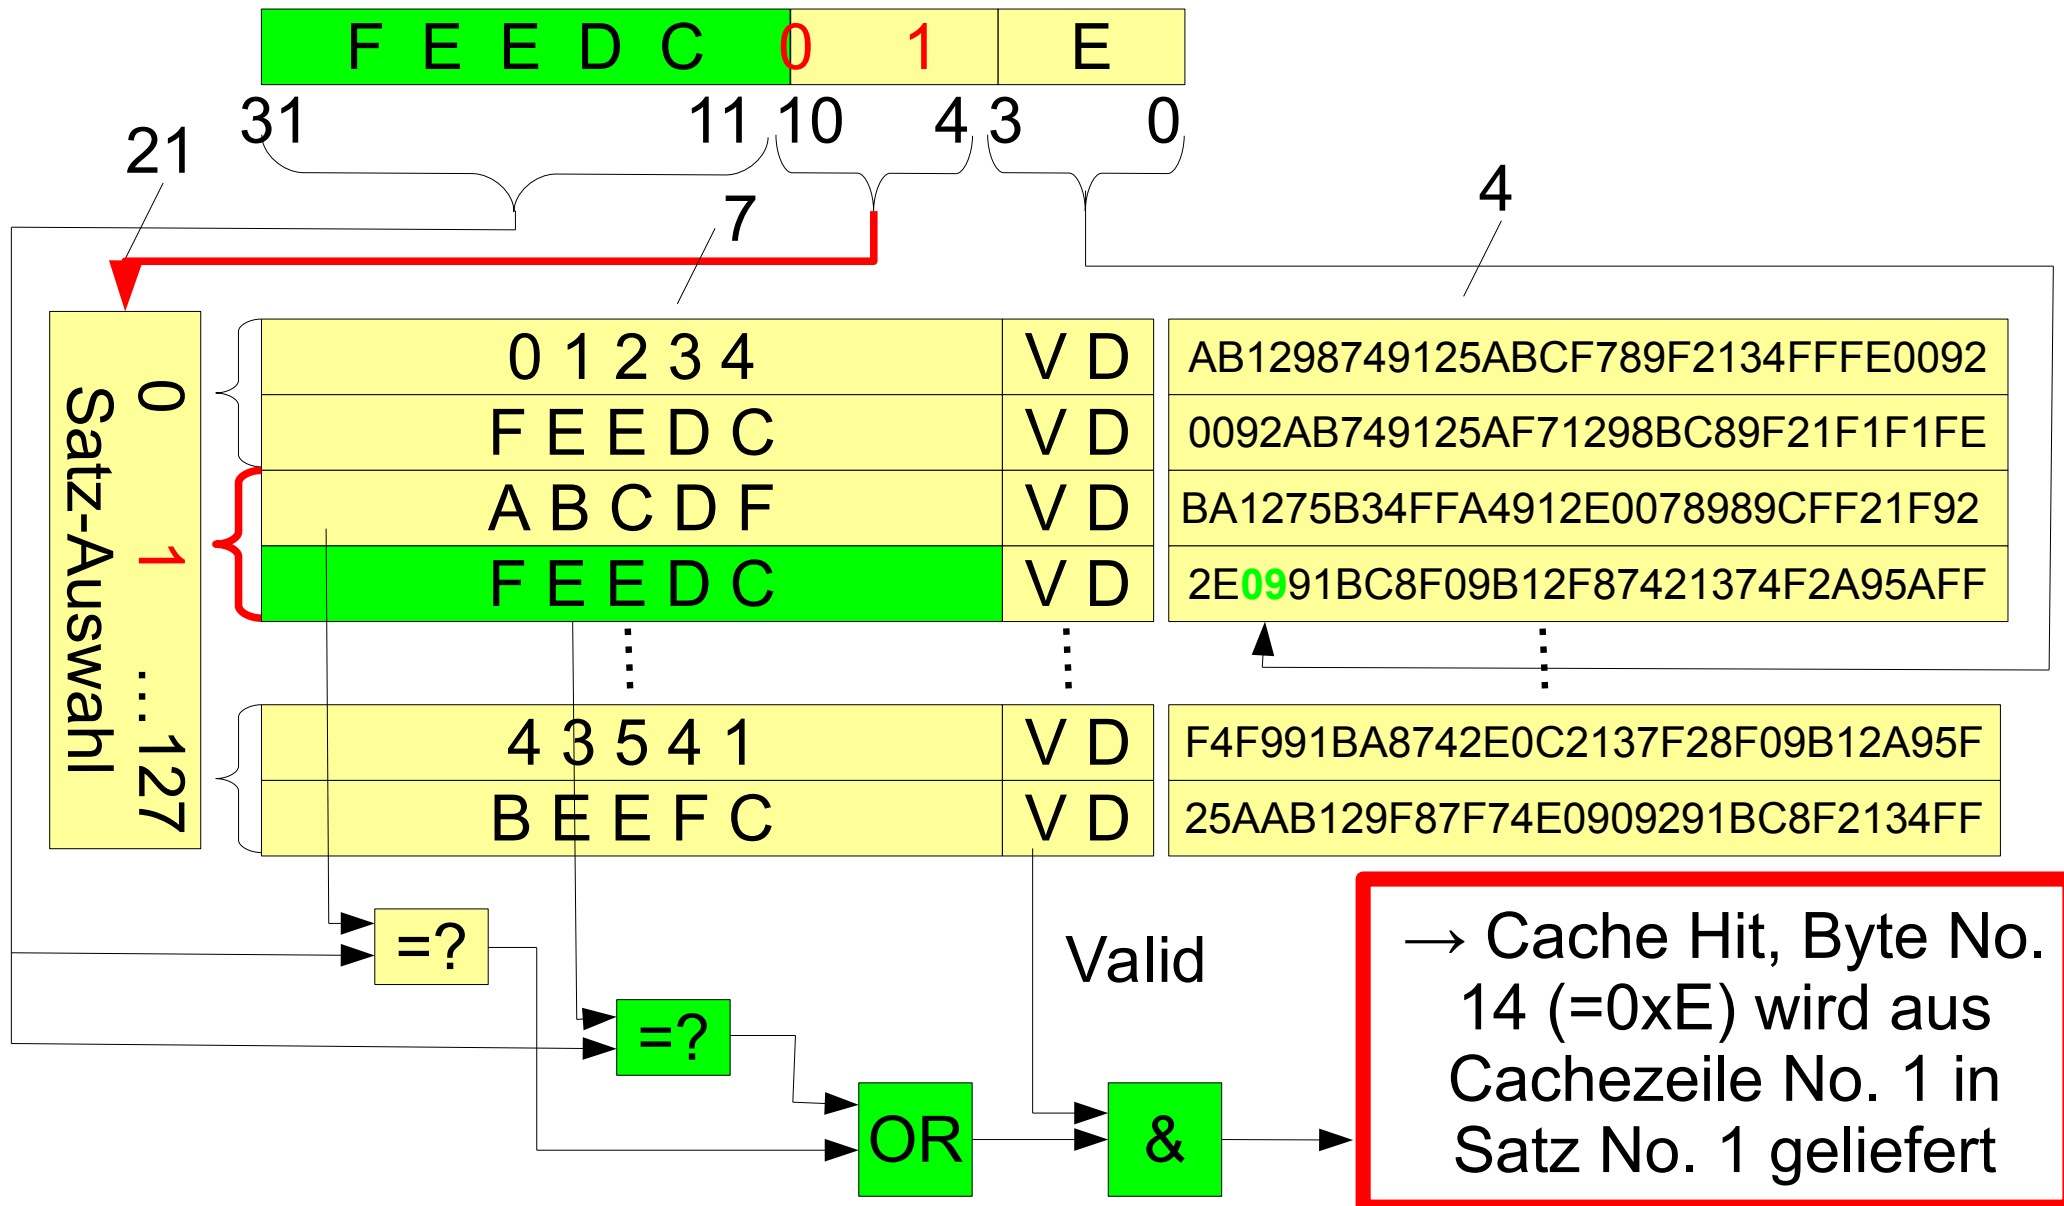 F E E D C 0 1 E
31 11 10 4 3 0
21
7
4
Satz-Auswahl
0 1 ...127
0 1 2 3 4 V D AB1298749125ABCF789F2134FFFE0092
F E E D C V D 0092AB749125AF71298BC89F21F1F1FE
A B C D F V D BA1275B34FFA4912E0078989CFF21F92
F E E D C V D 2E0991BC8F09B12F87421374F2A95AFF
4 3 5 4 1 V D F4F991BA8742E0C2137F28F09B12A95F
B E E F C V D 25AAB129F87F74E0909291BC8F2134FF
=?
=?
Valid
OR
&
→ Cache Hit, Byte No.
14 (=0xE) wird aus
Cachezeile No. 1 in
Satz No. 1 geliefert